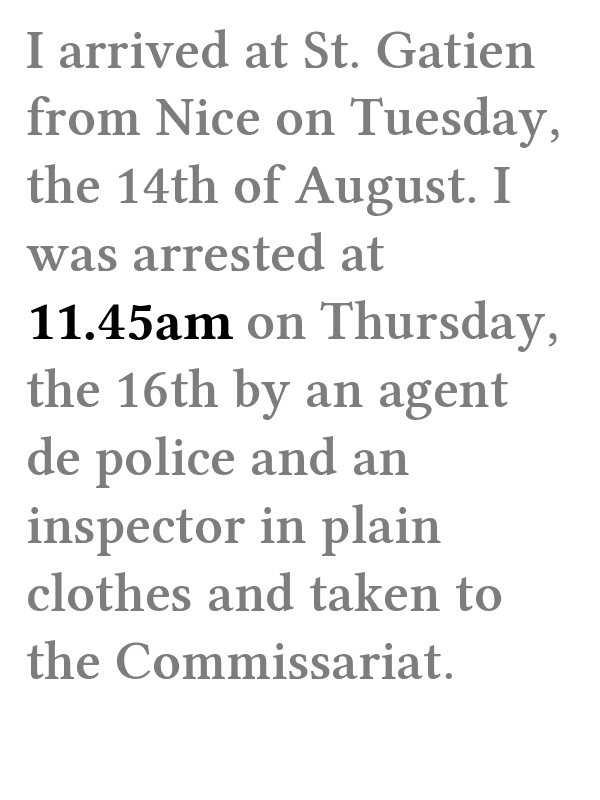 I arrived at St. Gatien
from Nice on Tuesday,
the 14th of August. I
was arrested at
11.45am on Thursday,
the 16th by an agent
de police and an
inspector in plain
clothes and taken to
the Commissariat.